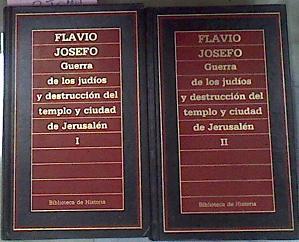 FLAVIO
JOSEFO
Guerra
de los judíos
y destrucción del
templo y ciudad
de Jerusalén
I
Biblioteca de Historia
FLAVIO
JOSEFO
Guerra
de los judíos
y destrucción del
templo y ciudad
de Jerusalén
II
Biblioteca de Historia